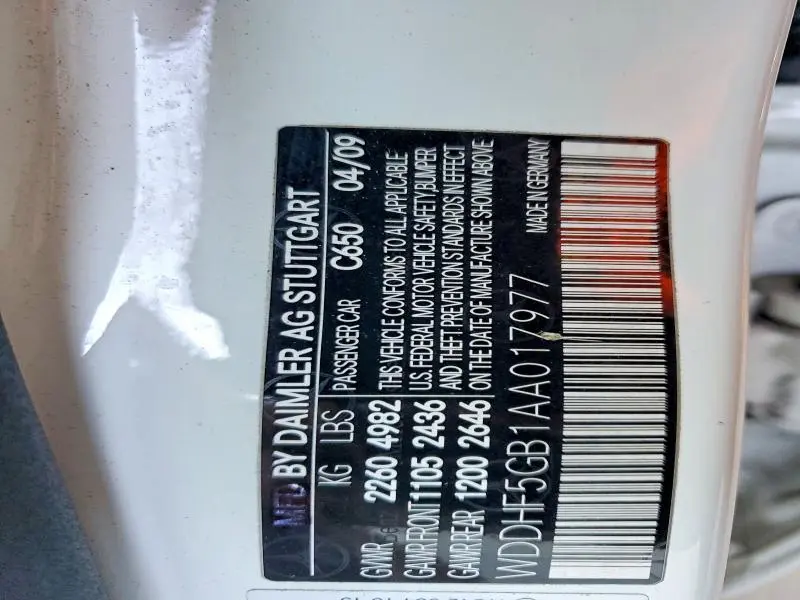 MFD BY DAIMLER AG STUTTGART
KG LBS
GVWR 2260 4982
GAWR FRONT 1105 2436
GAWR REAR 1200 2646
PASSENGER CAR C650 04/09
THIS VEHICLE CONFORMS TO ALL APPLICABLE
U.S. FEDERAL MOTOR VEHICLE SAFETY, BUMPER
AND THEFT PREVENTION STANDARDS IN EFFECT
ON THE DATE OF MANUFACTURE SHOWN ABOVE
WDDHF5GB1AA017977
MADE IN GERMANY